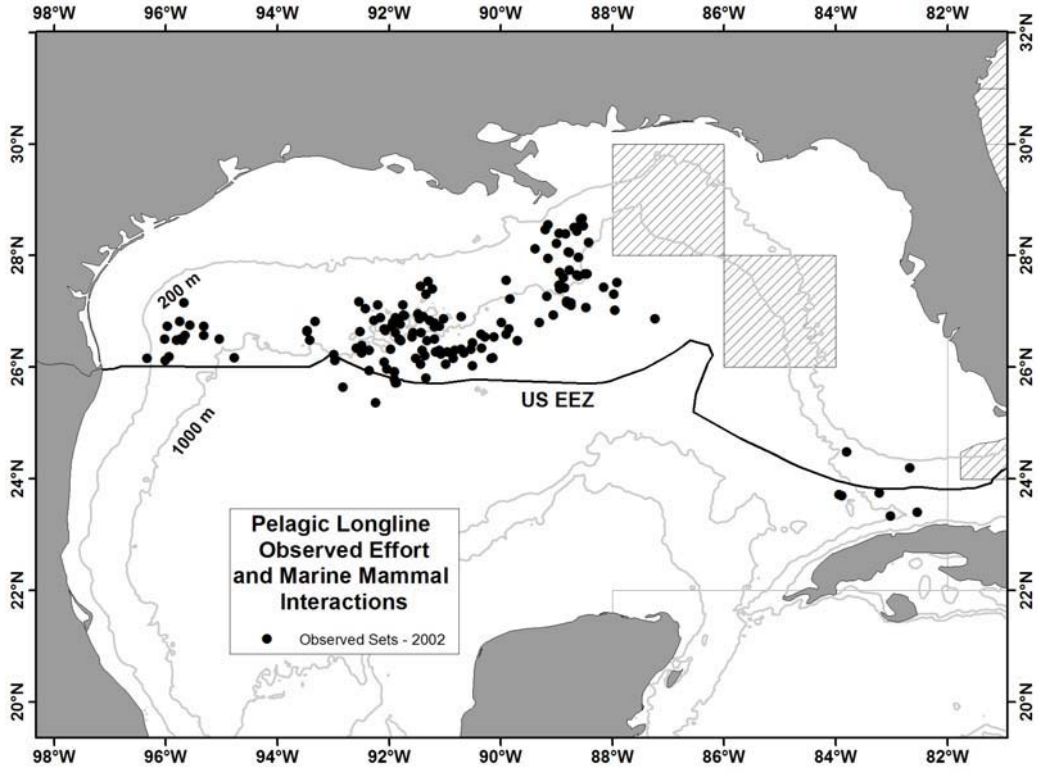 98°W 96°W 94°W 92°W 90°W 88°W 86°W 84°W 82°W
32°N
32°N
30°N
30°N
28°N
28°N
200 m
26°N
26°N
US EEZ
1000 m
24°N
24°N
Pelagic Longline
Observed Effort
and Marine Mammal
Interactions
Observed Sets - 2002
22°N
22°N
20°N
20°N
98°W 96°W 94°W 92°W 90°W 88°W 86°W 84°W 82°W